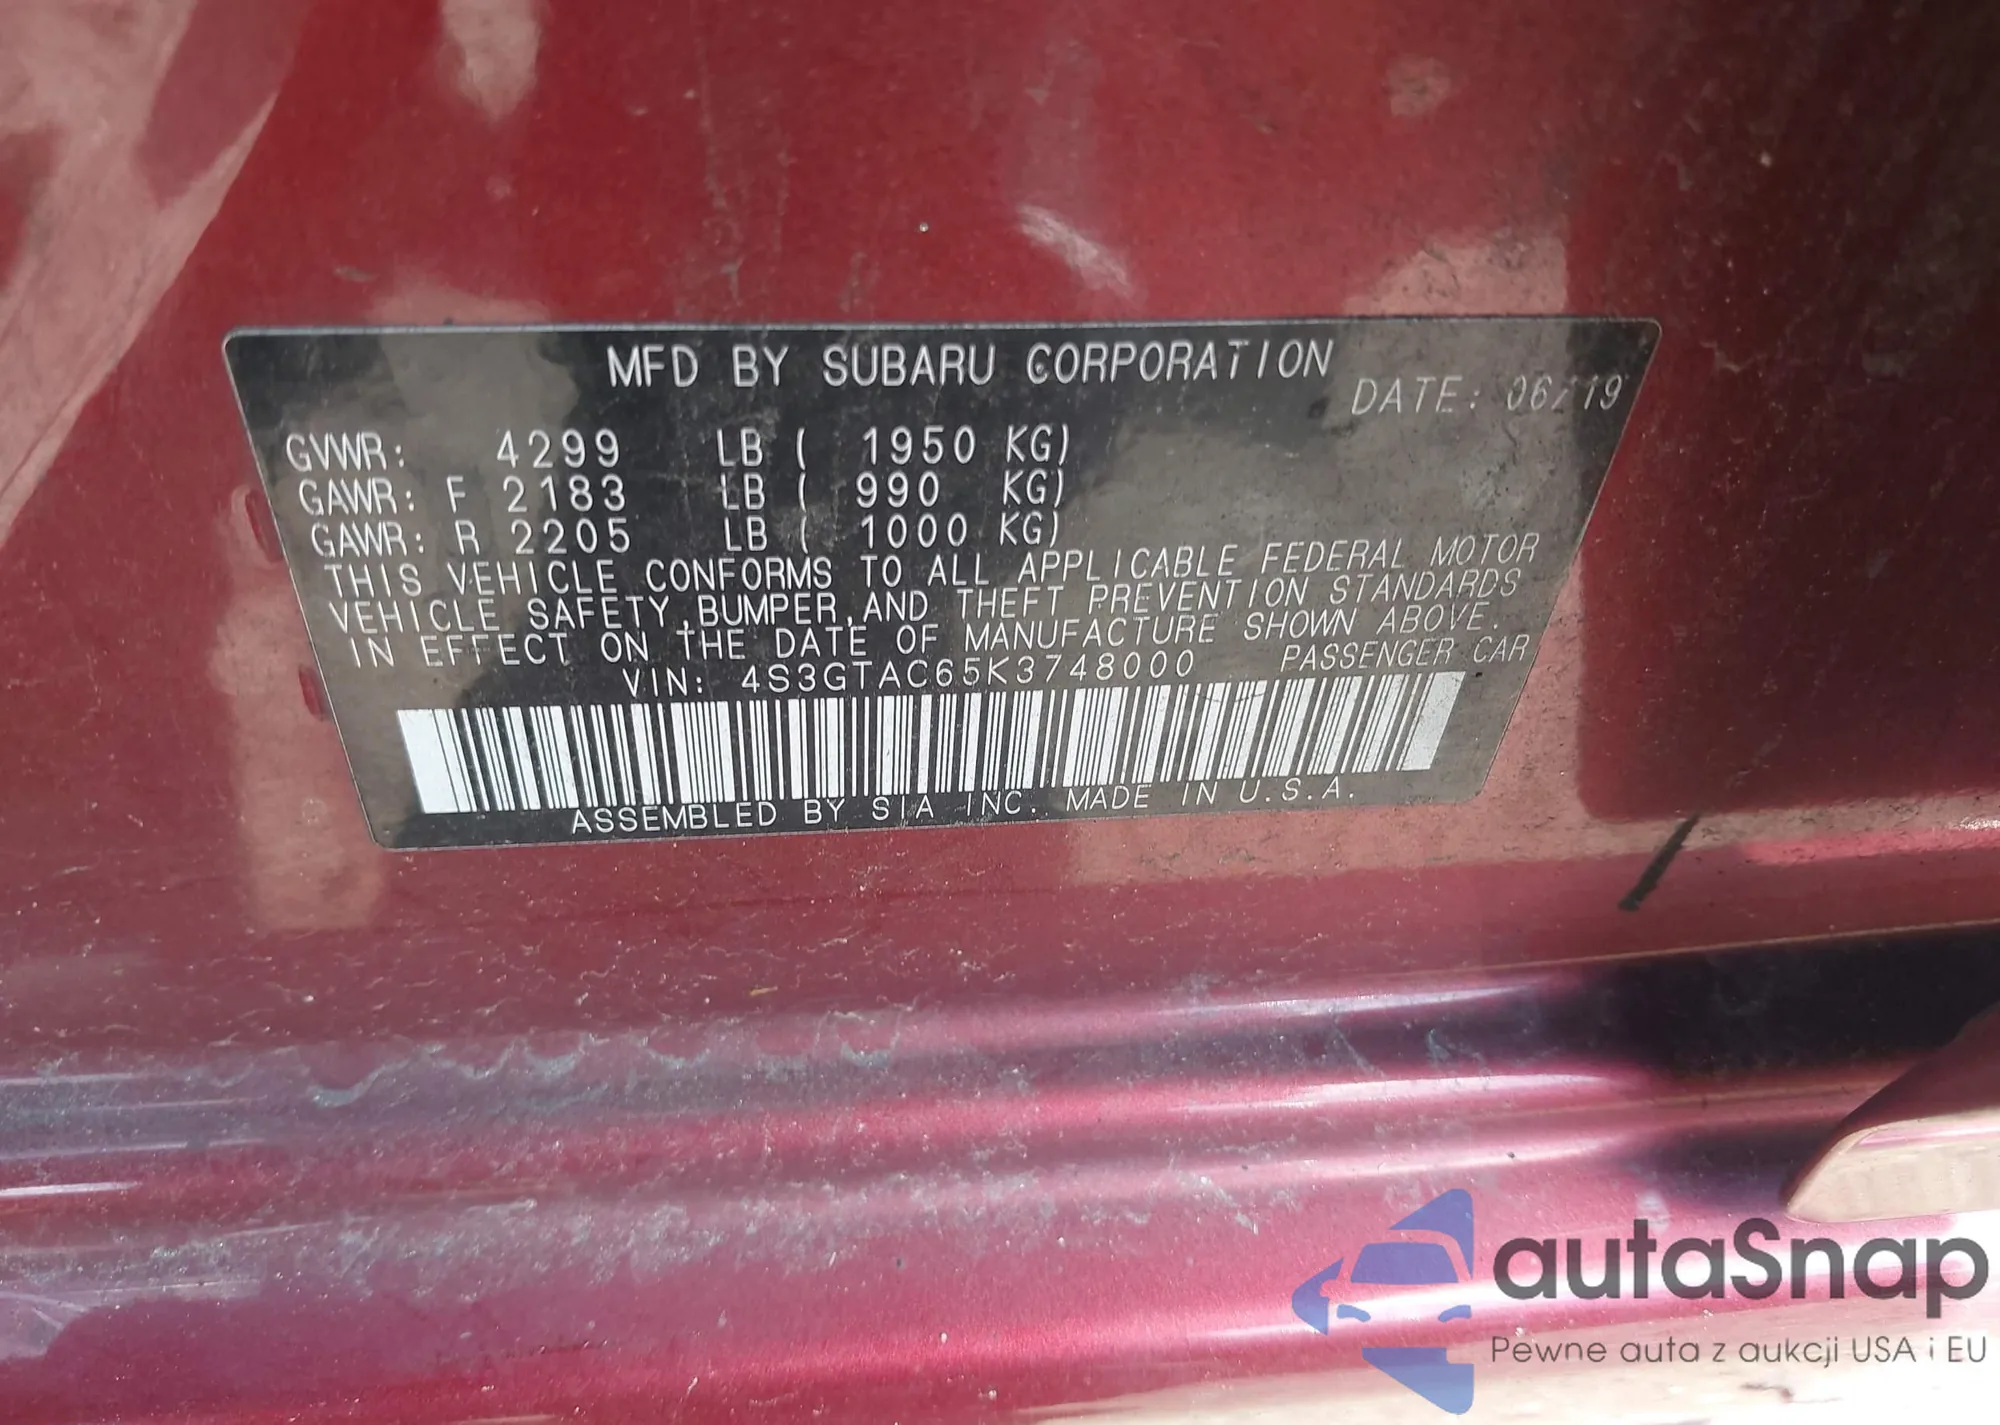 MFD BY SUBARU CORPORATION
DATE: 06/19
GVWR: 4299 LB ( 1950 KG)
GAWR: F 2183 LB ( 990 KG)
GAWR: R 2205 LB ( 1000 KG)
THIS VEHICLE CONFORMS TO ALL APPLICABLE FEDERAL MOTOR
VEHICLE SAFETY,BUMPER,AND THEFT PREVENTION STANDARDS
IN EFFECT ON THE DATE OF MANUFACTURE SHOWN ABOVE.
VIN: 4S3GTAC65K3748000 PASSENGER CAR
ASSEMBLED BY SIA INC. MADE IN U.S.A.
autaSnap
Pewne auta z aukcji USA i EU